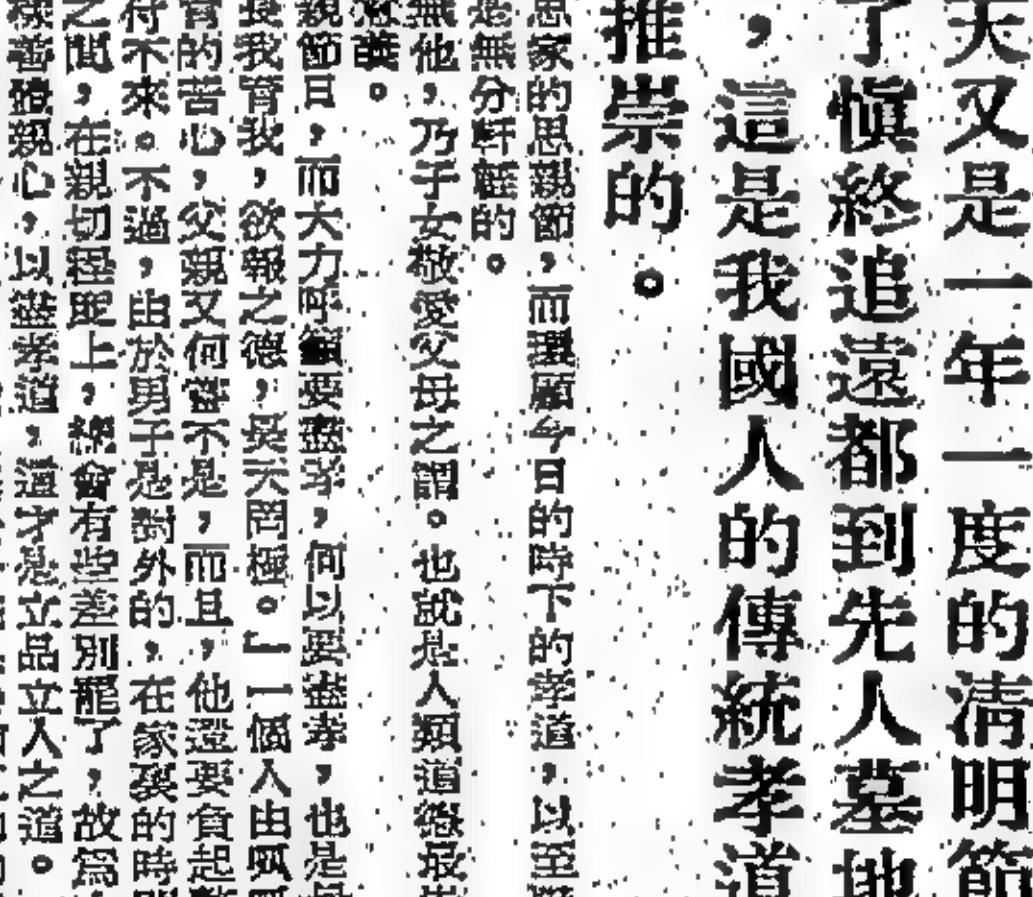 天又是一年一度的清明節
了慎終追遠都到先人墓地
，這是我國人的傳統孝道
推崇的。
思家的思親節，而環顧今日的時下的孝道，以至
是無分軒輊的。
無他，乃子女敬愛父母之謂。也就是人類道德最
意義。
親節日，而大力呼籲要盡孝，何以要盡孝，也是
長我育我，欲報之德，昊天罔極。』一個人由呱
育的苦心，父親又何嘗不是，而且，他還要負起
付不來。不過，由於男子是對外的，在家裏的時
之間，在親切程度上，總會有些差別罷了，故為
樣善體親心，以盡孝道，這才是立品立人之道。